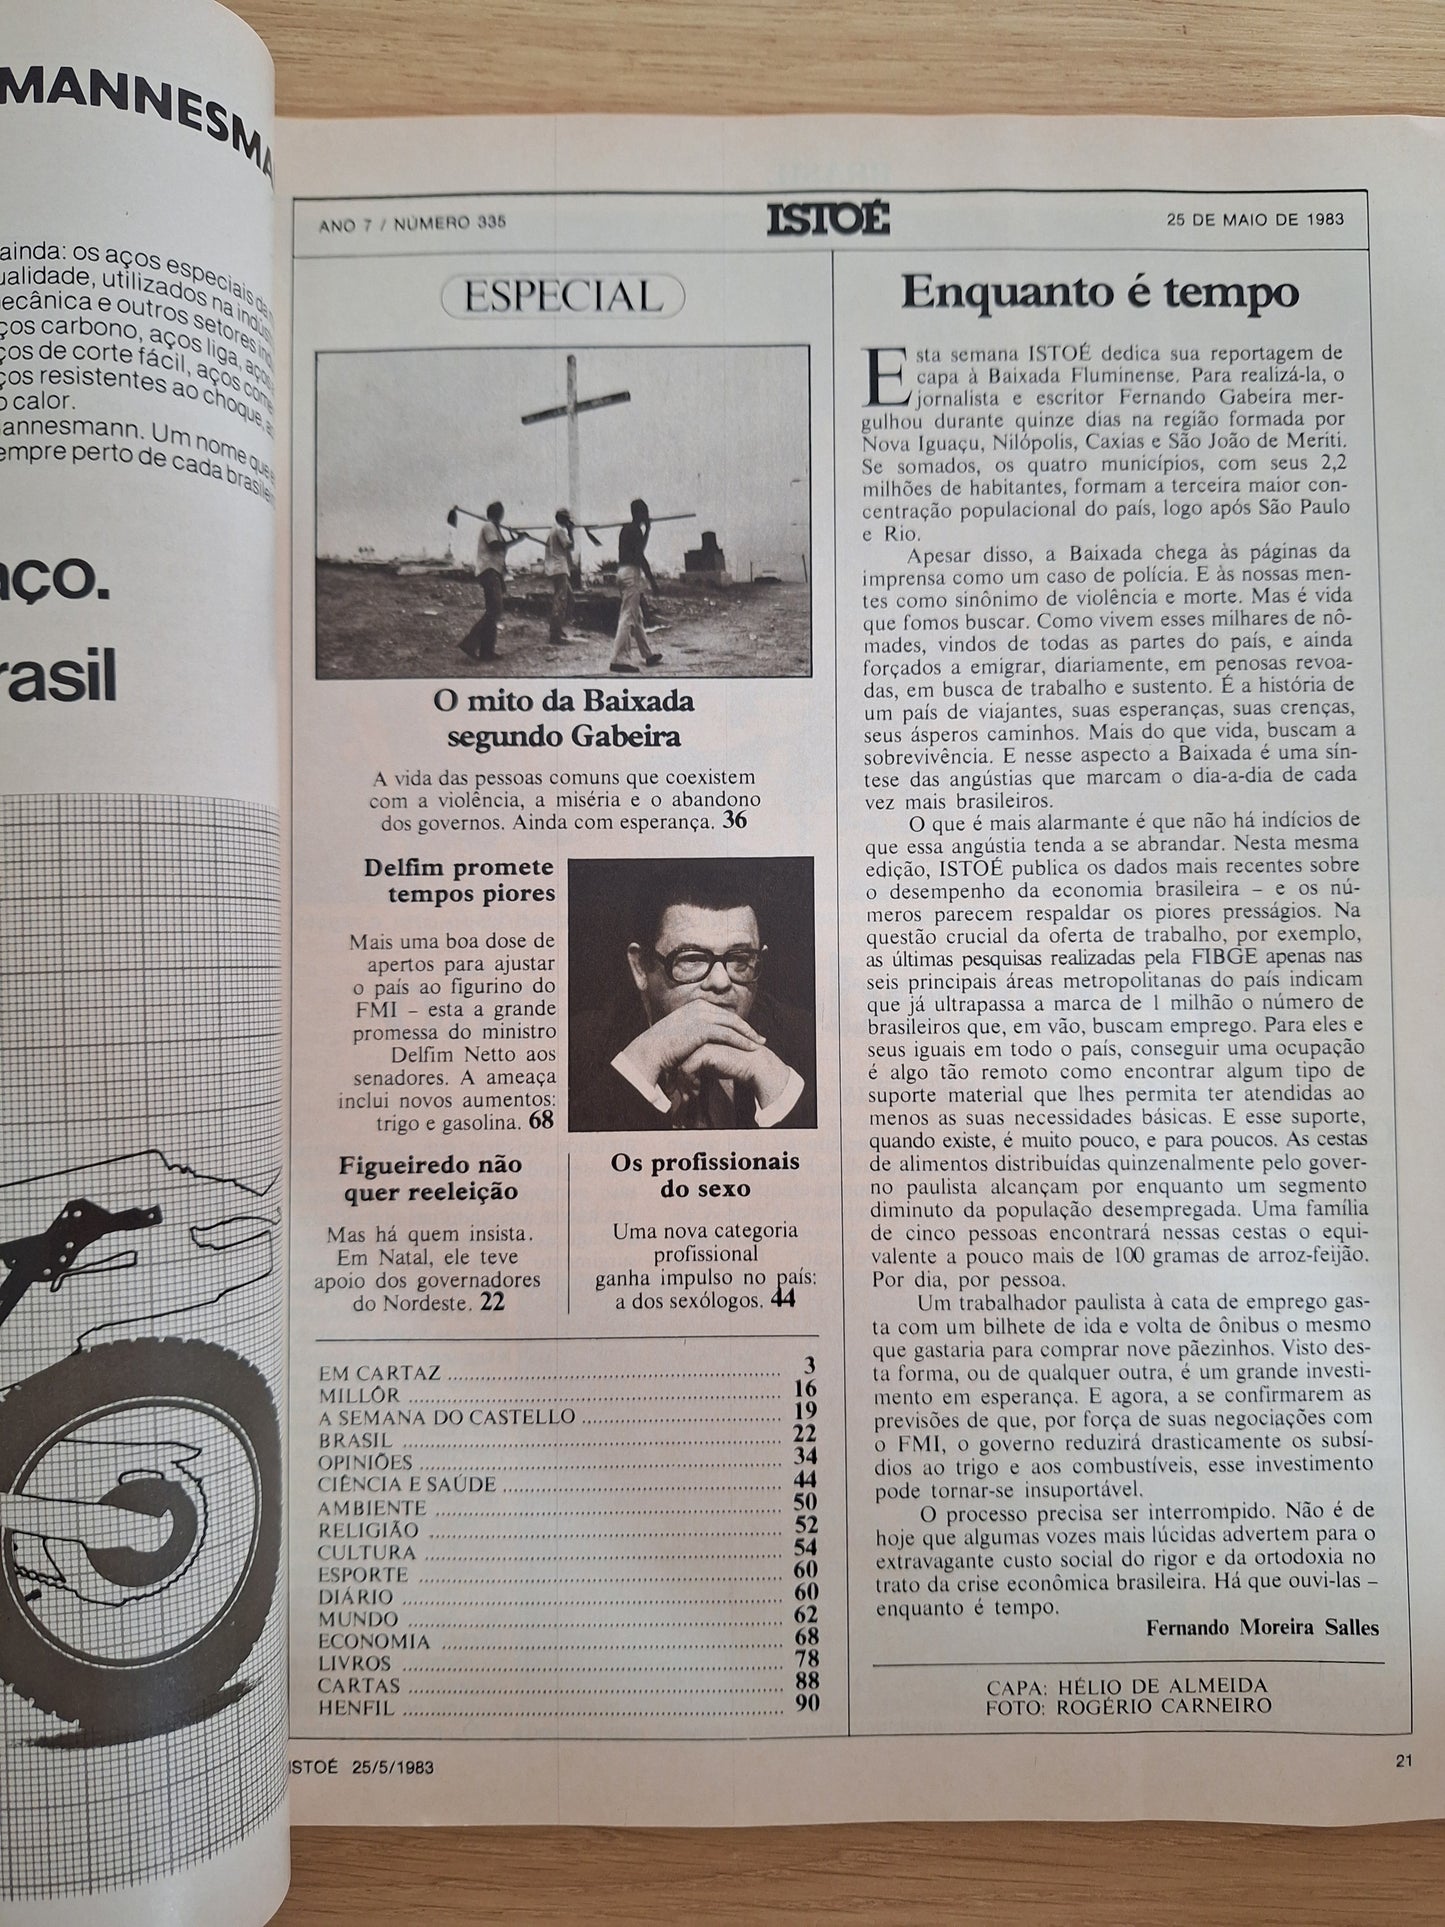 MANNESMA
ainda: os aços especiais
ualidade, utilizados na
ecânica e outros setores
ços carbono, aços liga,
ços de corte fácil, aços
ços resistentes ao choque,
o calor.
annesmann. Um nome que
empre perto de cada
aço.
rasil
ANO 7 / NÚMERO 335
ISTOÉ
25 DE MAIO DE 1983
ESPECIAL
O mito da Baixada
segundo Gabeira
A vida das pessoas comuns que coexistem
com a violência, a miséria e o abandono
dos governos. Ainda com esperança. 36
Delfim promete
tempos piores
Mais uma boa dose de
apertos para ajustar
o país ao figurino do
FMI – esta a grande
promessa do ministro
Delfim Netto aos
senadores. A ameaça
inclui novos aumentos:
trigo e gasolina. 68
Figueiredo não
quer reeleição
Mas há quem insista.
Em Natal, ele teve
apoio dos governadores
do Nordeste. 22
Os profissionais
do sexo
Uma nova categoria
profissional
ganha impulso no país:
a dos sexólogos. 44
EM CARTAZ 3
MILLÔR 16
A SEMANA DO CASTELLO 19
BRASIL 22
OPINIÕES 34
CIÊNCIA E SAÚDE 44
AMBIENTE 50
RELIGIÃO 52
CULTURA 54
ESPORTE 60
DIÁRIO 60
MUNDO 62
ECONOMIA 68
LIVROS 78
CARTAS 88
HENFIL 90
Enquanto é tempo
Esta semana ISTOÉ dedica sua reportagem de
capa à Baixada Fluminense. Para realizá-la, o
jornalista e escritor Fernando Gabeira mer-
gulhou durante quinze dias na região formada por
Nova Iguaçu, Nilópolis, Caxias e São João de Meriti.
Se somados, os quatro municípios, com seus 2,2
milhões de habitantes, formam a terceira maior con-
centração populacional do país, logo após São Paulo
e Rio.
Apesar disso, a Baixada chega às páginas da
imprensa como um caso de polícia. E às nossas men-
tes como sinônimo de violência e morte. Mas é vida
que fomos buscar. Como vivem esses milhares de nô-
mades, vindos de todas as partes do país, e ainda
forçados a emigrar, diariamente, em penosas revoa-
das, em busca de trabalho e sustento. É a história de
um país de viajantes, suas esperanças, suas crenças,
seus ásperos caminhos. Mais do que vida, buscam a
sobrevivência. E nesse aspecto a Baixada é uma sín-
tese das angústias que marcam o dia-a-dia de cada
vez mais brasileiros.
O que é mais alarmante é que não há indícios de
que essa angústia tenda a se abrandar. Nesta mesma
edição, ISTOÉ publica os dados mais recentes sobre
o desempenho da economia brasileira – e os nú-
meros parecem respaldar os piores presságios. Na
questão crucial da oferta de trabalho, por exemplo,
as últimas pesquisas realizadas pela FIBGE apenas nas
seis principais áreas metropolitanas do país indicam
que já ultrapassa a marca de 1 milhão o número de
brasileiros que, em vão, buscam emprego. Para eles e
seus iguais em todo o país, conseguir uma ocupação
é algo tão remoto como encontrar algum tipo de
suporte material que lhes permita ter atendidas ao
menos as suas necessidades básicas. E esse suporte,
quando existe, é muito pouco, e para poucos. As cestas
de alimentos distribuídas quinzenalmente pelo gover-
no paulista alcançam por enquanto um segmento
diminuto da população desempregada. Uma família
de cinco pessoas encontrará nessas cestas o equi-
valente a pouco mais de 100 gramas de arroz-feijão.
Por dia, por pessoa.
Um trabalhador paulista à cata de emprego gas-
ta com um bilhete de ida e volta de ônibus o mesmo
que gastaria para comprar nove pãezinhos. Visto des-
ta forma, ou de qualquer outra, é um grande investi-
mento em esperança. E agora, a se confirmarem as
previsões de que, por força de suas negociações com
o FMI, o governo reduzirá drasticamente os subsí-
dios ao trigo e aos combustíveis, esse investimento
pode tornar-se insuportável.
O processo precisa ser interrompido. Não é de
hoje que algumas vozes mais lúcidas advertem para o
extravagante custo social do rigor e da ortodoxia no
trato da crise econômica brasileira. Há que ouvi-las –
enquanto é tempo.
Fernando Moreira Salles
CAPA: HÉLIO DE ALMEIDA
FOTO: ROGÉRIO CARNEIRO
ISTOÉ 25/5/1983
21